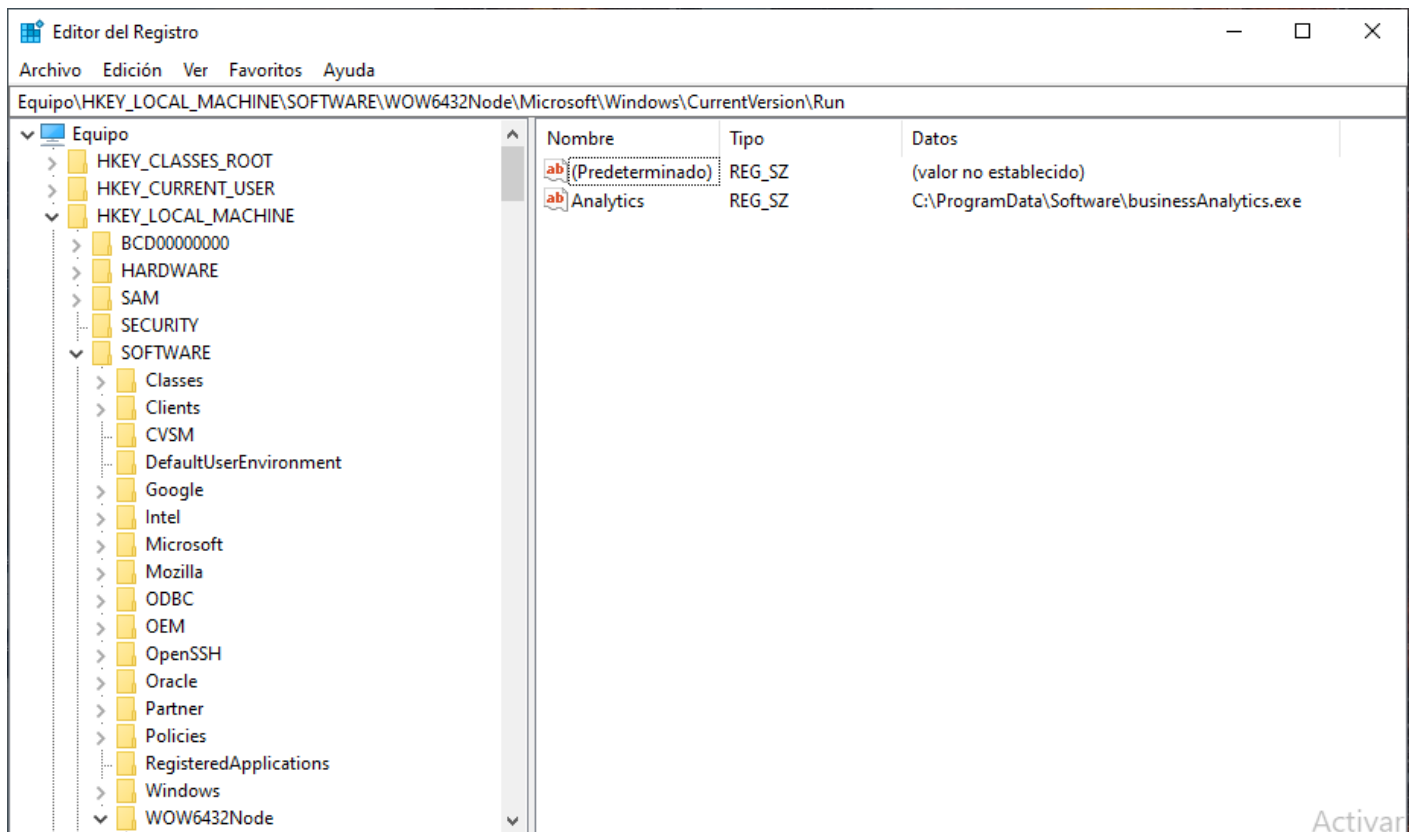 Editor del Registro
Archivo Edición Ver Favoritos Ayuda
Equipo\HKEY_LOCAL_MACHINE\SOFTWARE\WOW6432Node\Microsoft\Windows\CurrentVersion\Run
Equipo
HKEY_CLASSES_ROOT
HKEY_CURRENT_USER
HKEY_LOCAL_MACHINE
BCD00000000
HARDWARE
SAM
SECURITY
SOFTWARE
Classes
Clients
CVSM
DefaultUserEnvironment
Google
Intel
Microsoft
Mozilla
ODBC
OEM
OpenSSH
Oracle
Partner
Policies
RegisteredApplications
Windows
WOW6432Node
Nombre Tipo Datos
ab (Predeterminado) REG_SZ (valor no establecido)
ab Analytics REG_SZ C:\ProgramData\Software\businessAnalytics.exe
Activar